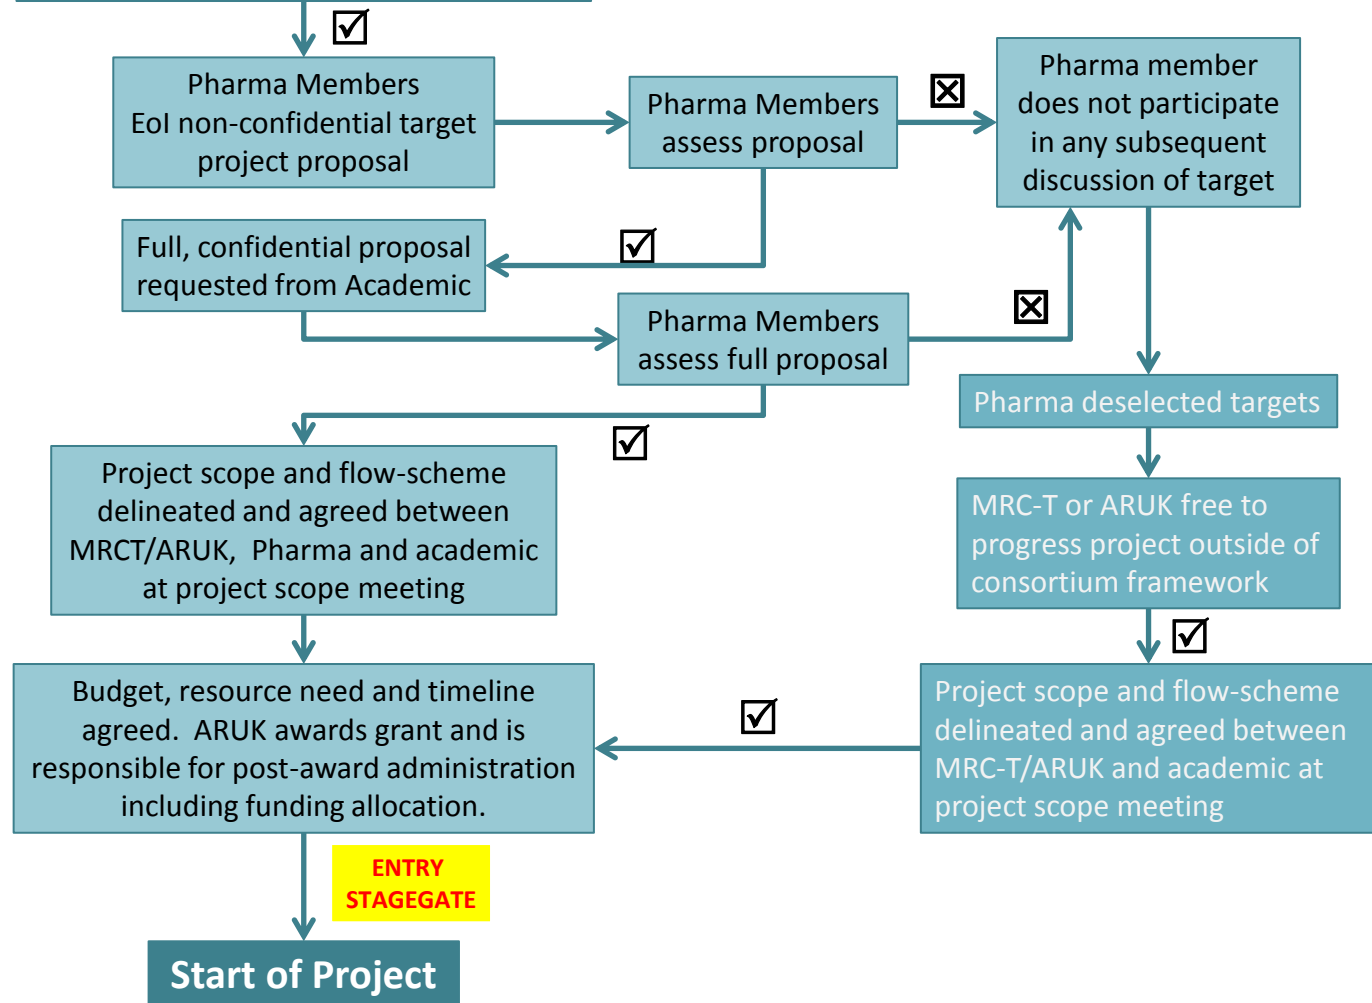 Pharma Members
EoI non-confidential target
project proposal
Pharma Members
assess proposal
Pharma member
does not participate
in any subsequent
discussion of target
Full, confidential proposal
requested from Academic
Pharma Members
assess full proposal
Pharma deselected targets
Project scope and flow-scheme
delineated and agreed between
MRCT/ARUK,  Pharma and academic
at project scope meeting
MRC-T or ARUK free to
progress project outside of
consortium framework
Budget, resource need and timeline
agreed.  ARUK awards grant and is
responsible for post-award administration
including funding allocation.
Project scope and flow-scheme
delineated and agreed between
MRC-T/ARUK and academic at
project scope meeting
ENTRY
STAGEGATE
Start of Project